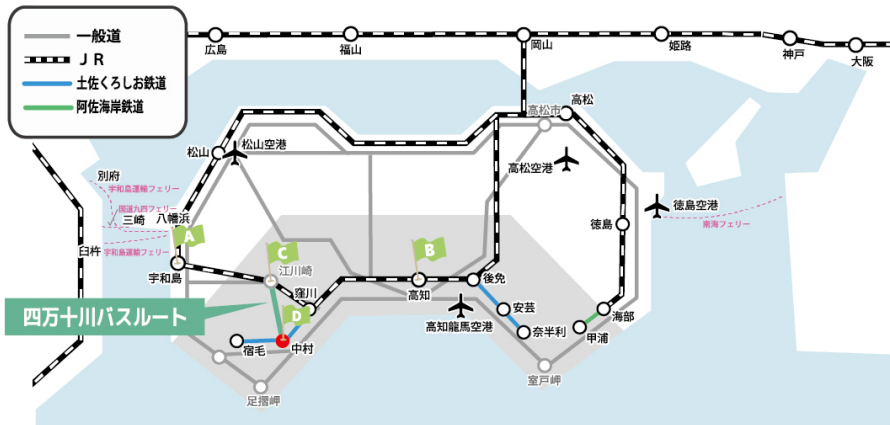 一般道
JR
土佐くろしお鉄道
阿佐海岸鉄道
広島
福山
岡山
姫路
神戸
大阪
高松
高松市
松山
松山空港
高松空港
別府
宇和島運輸フェリー
国道九四フェリー
三崎
八幡浜
臼杵
宇和島運輸フェリー
徳島
徳島空港
南海フェリー
A
B
C
D
宇和島
江川崎
窪川
高知
後免
安芸
奈半利
高知龍馬空港
海部
甲浦
四万十川バスルート
宿毛
中村
足摺岬
室戸岬